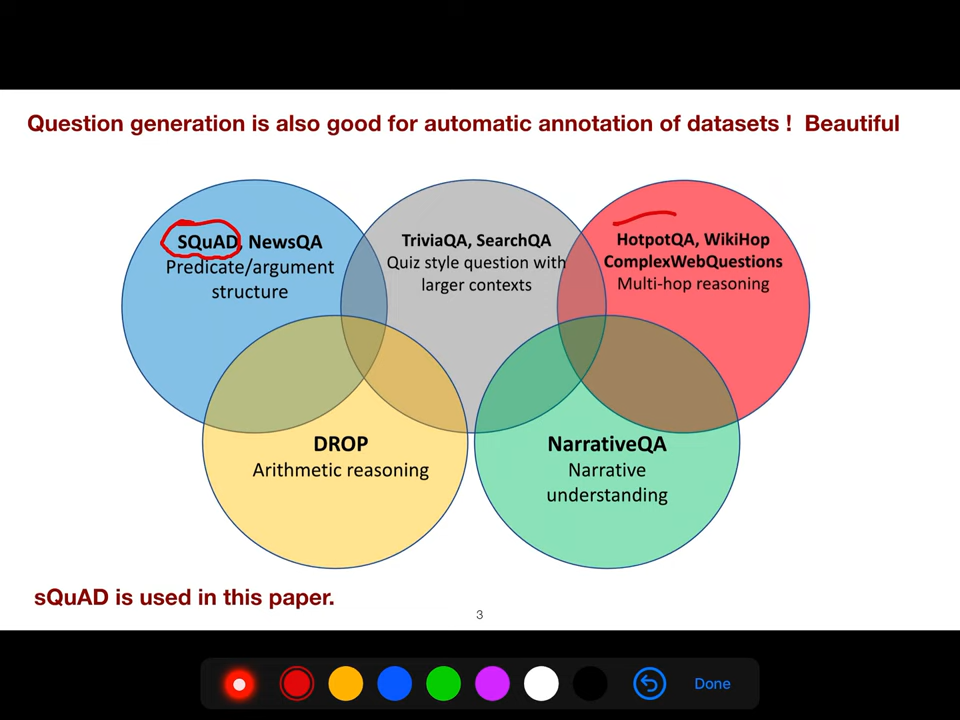 Question generation is also good for automatic annotation of datasets ! Beautiful
SQuAD, NewsQA
Predicate/argument
structure
TriviaQA, SearchQA
Quiz style question with
larger contexts
HotpotQA, WikiHop
ComplexWebQuestions
Multi-hop reasoning
DROP
Arithmetic reasoning
NarrativeQA
Narrative
understanding
sQuAD is used in this paper.
3
Done